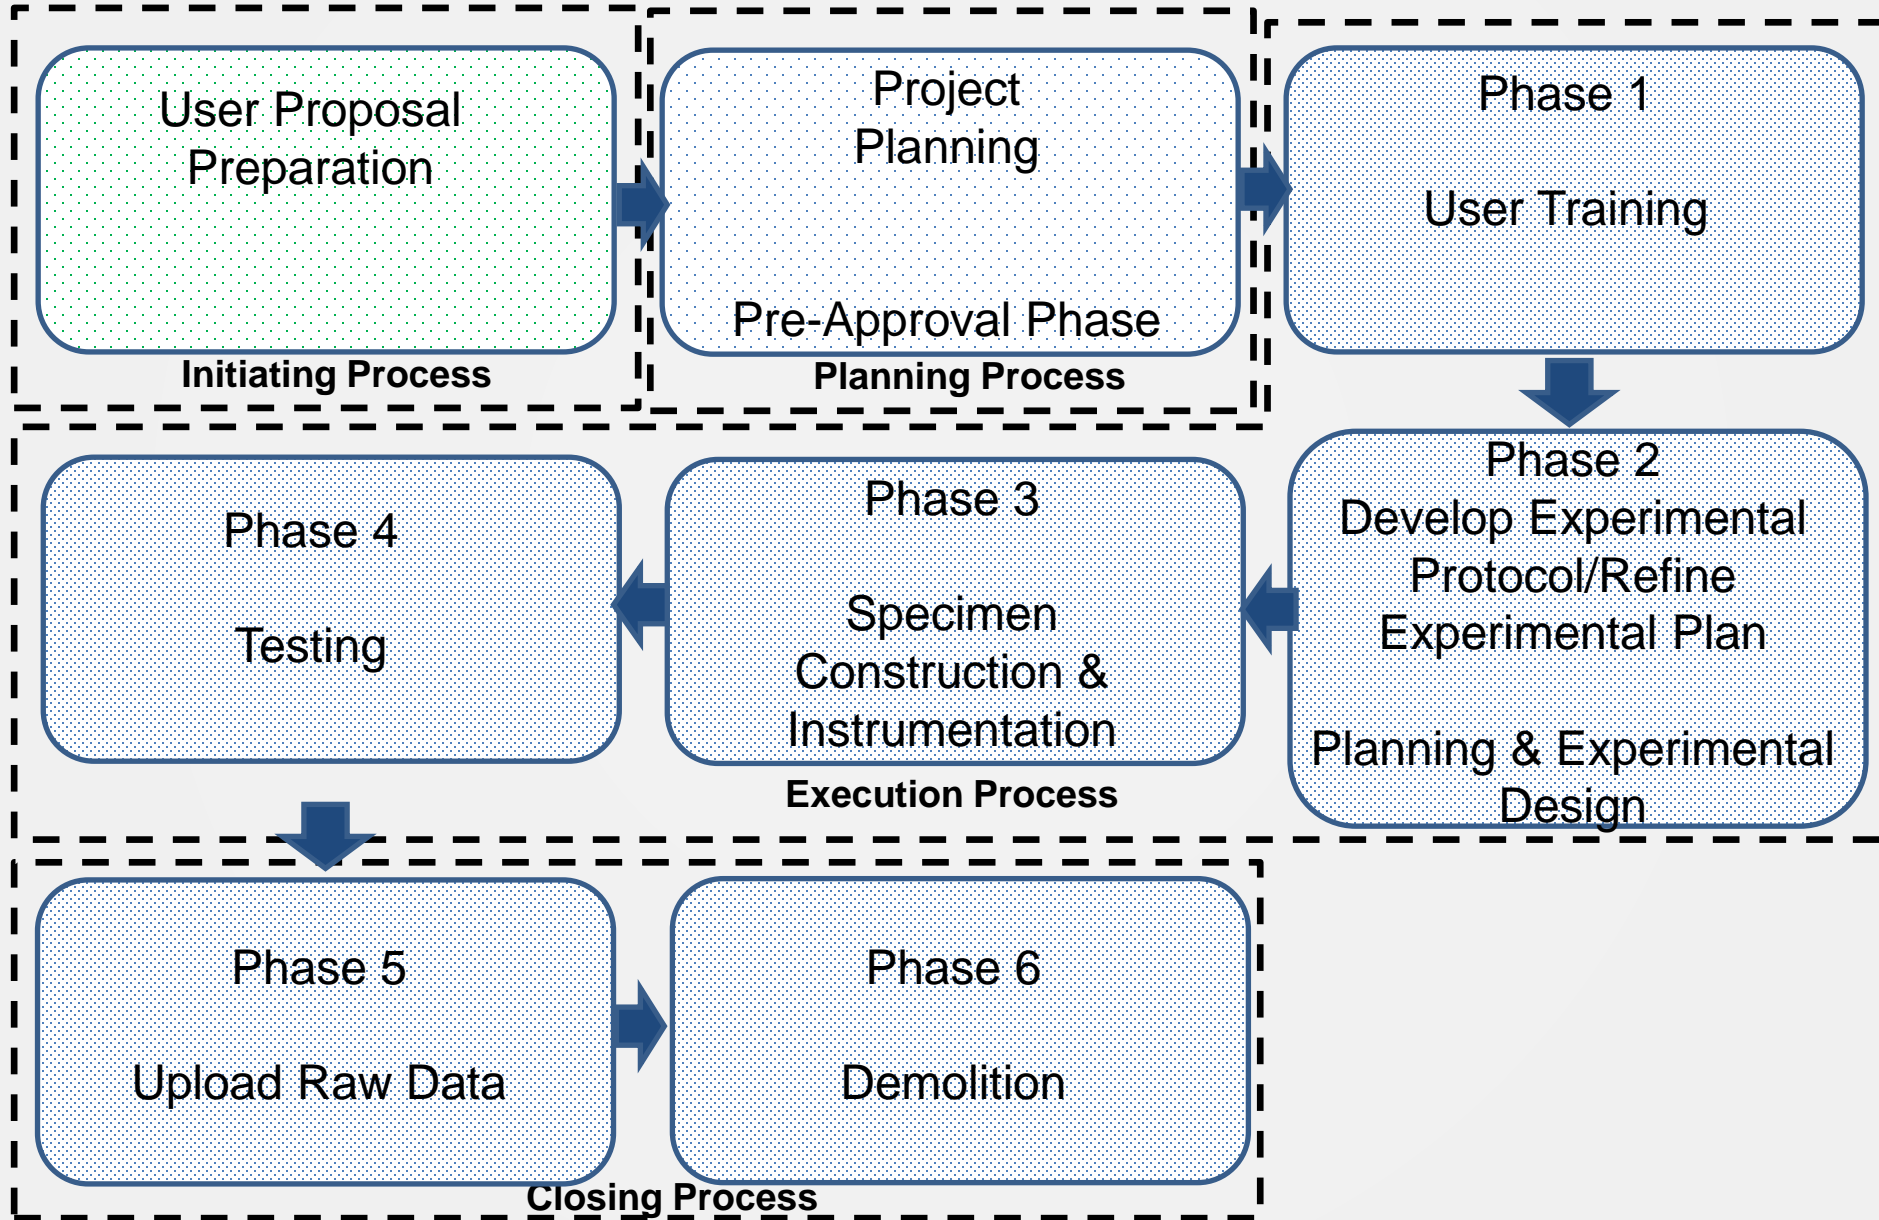 User Proposal
Preparation
Initiating Process
Project
Planning
Pre-Approval Phase
Planning Process
Phase 1
User Training
Phase 2
Develop Experimental
Protocol/Refine
Experimental Plan
Planning & Experimental
Design
Phase 3
Specimen
Construction &
Instrumentation
Phase 4
Testing
Execution Process
Phase 5
Upload Raw Data
Phase 6
Demolition
Closing Process